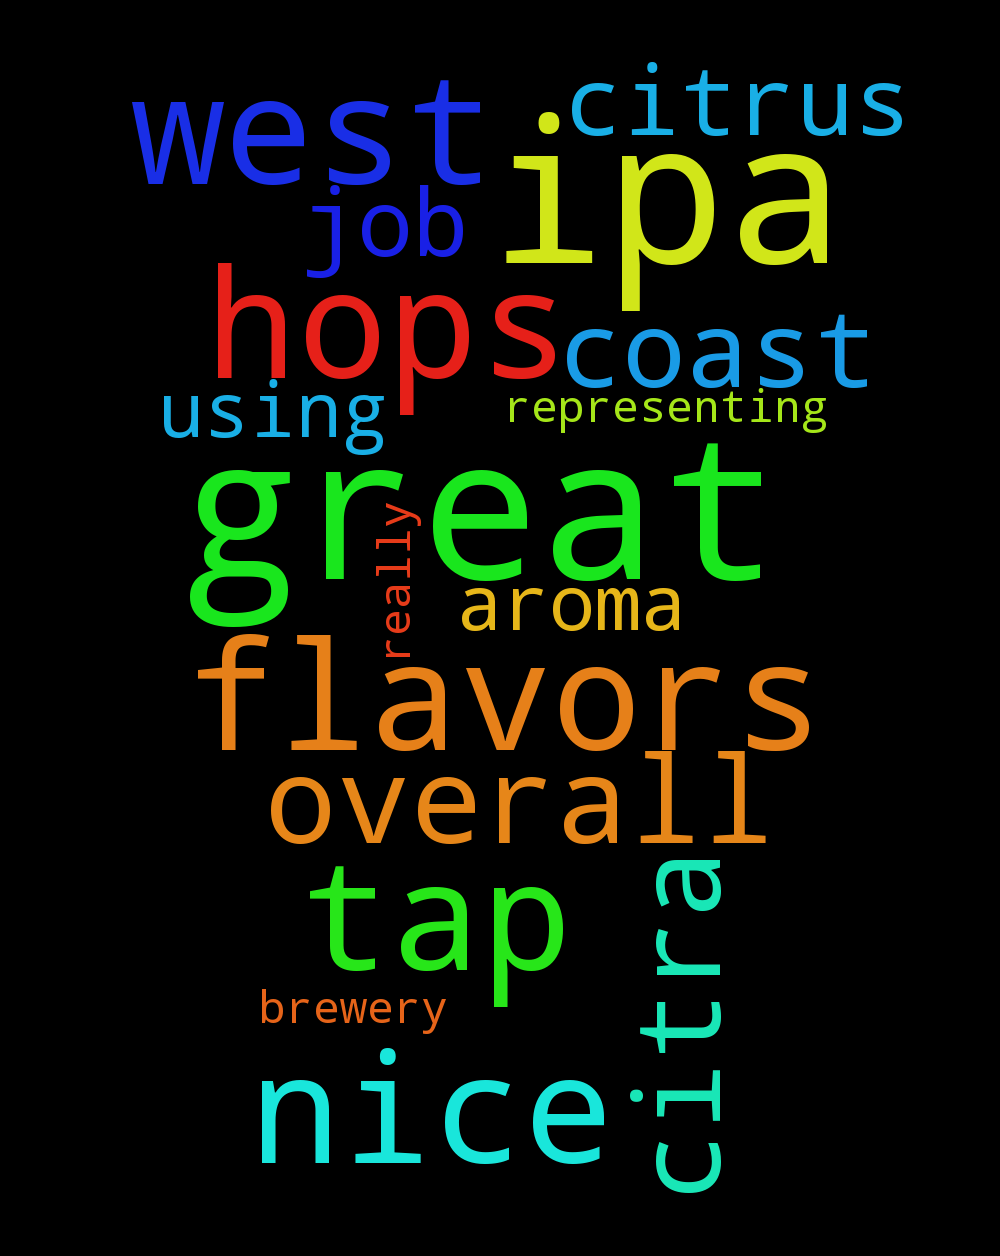 west
citrus
ipa
job
hops
coast
using
representing
great
really
aroma
flavors
overall
tap
citra
brewery
nice